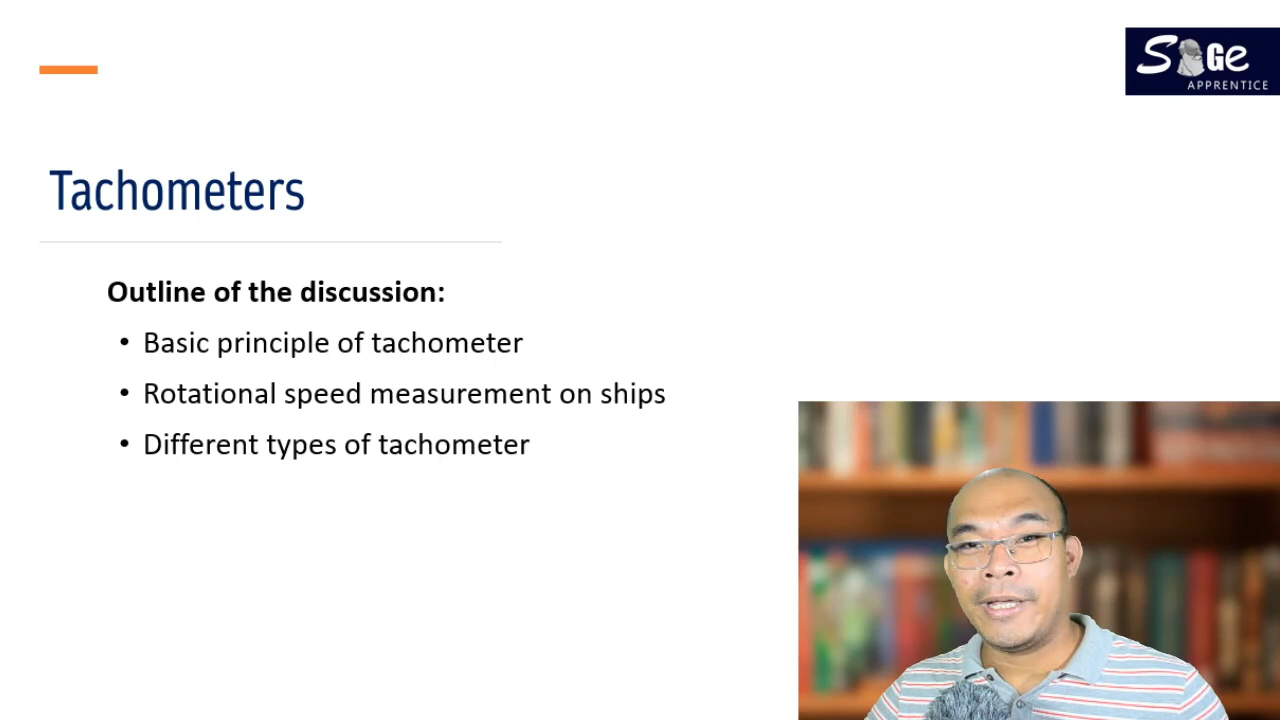 SAGe
APPRENTICE
Tachometers
Outline of the discussion:
• Basic principle of tachometer
• Rotational speed measurement on ships
• Different types of tachometer